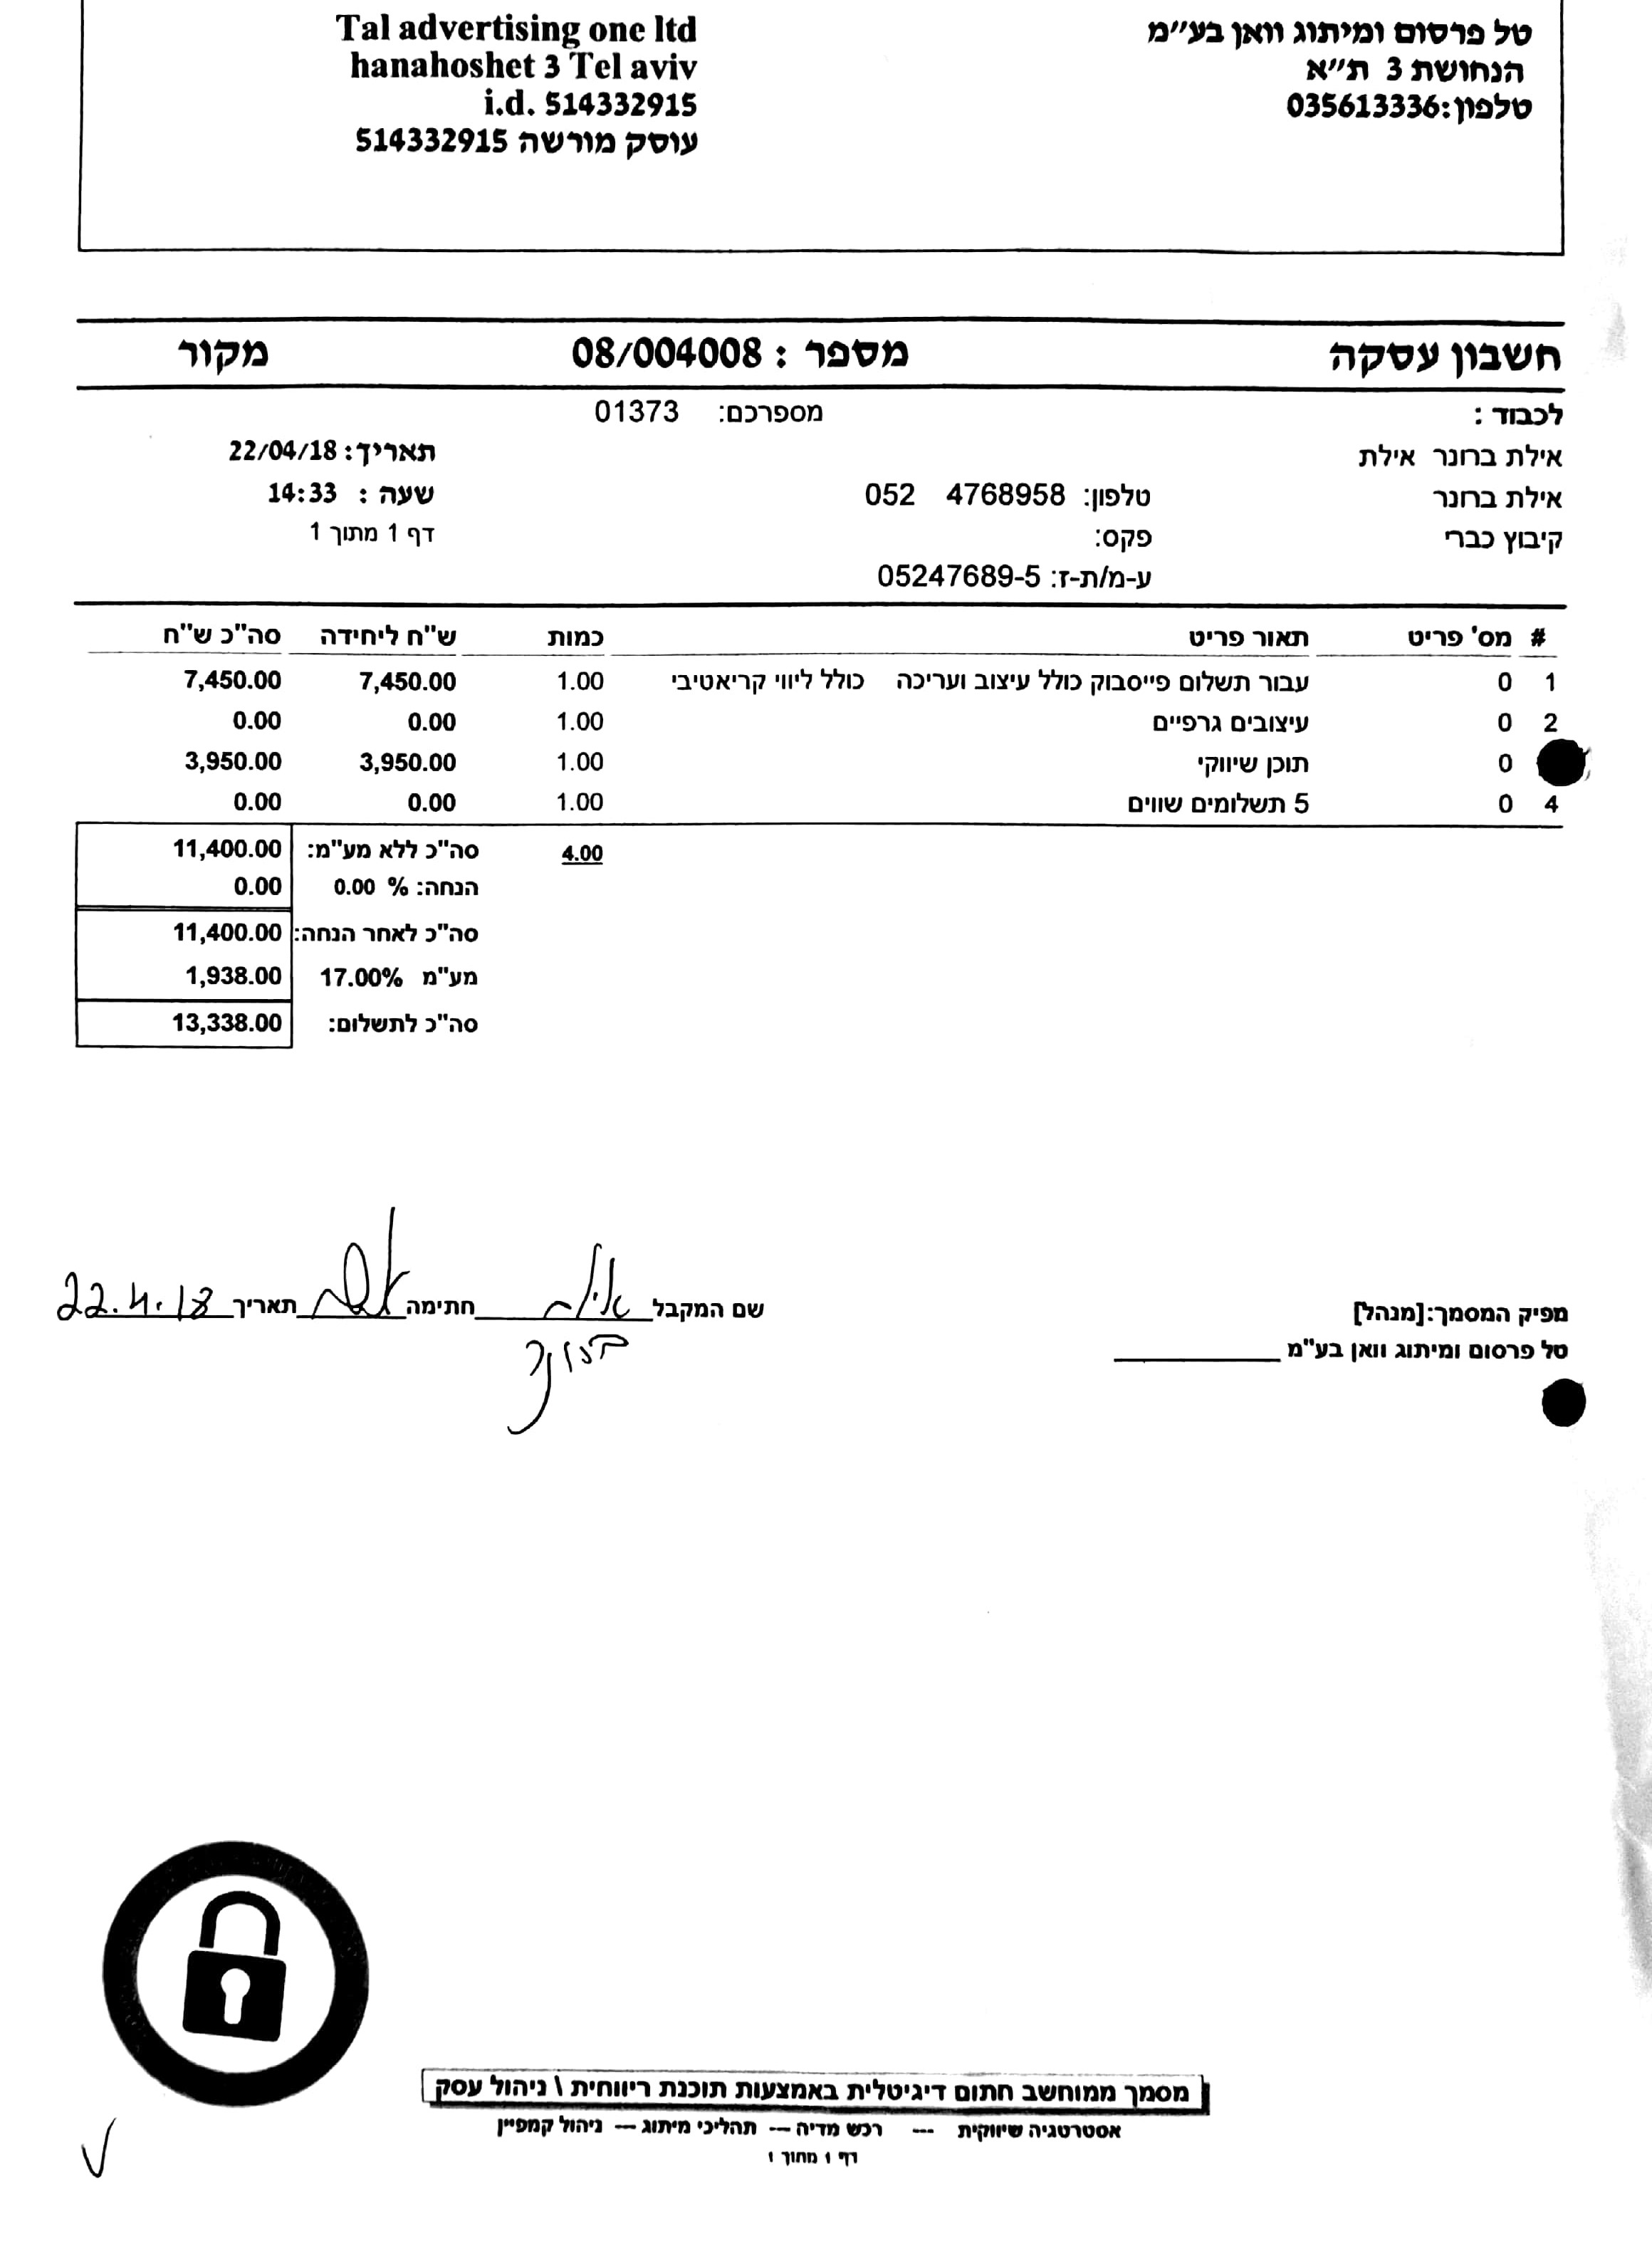 טל פרסום ומיתוג וואן בע״מ
הנחושת 3 ת״א
טלפון:035613336
Tal advertising one ltd
hanahoshet 3 Tel aviv
i.d. 514332915
עוסק מורשה 514332915
חשבון עסקה מספר : 08/004008 מקור
לכבוד : מספרכם: 01373
אילת ברונר אילת תאריך: 22/04/18
אילת ברונר טלפון: 052 4768958 שעה : 14:33
קיבוץ כברי פקס: דף 1 מתוך 1
ע-מ/ת-ז: 05247689-5
# מס' פריט תאור פריט כמות ש"ח ליחידה סה"כ ש"ח
1 0 עבור תשלום פייסבוק כולל עיצוב ועריכה כולל ליווי קריאטיבי 1.00 7,450.00 7,450.00
2 0 עיצובים גרפיים 1.00 0.00 0.00
0 תוכן שיווקי 1.00 3,950.00 3,950.00
4 0 5 תשלומים שווים 1.00 0.00 0.00
4.00 סה"כ ללא מע"מ: 11,400.00
הנחה: % 0.00 0.00
סה"כ לאחר הנחה: 11,400.00
מע"מ 17.00% 1,938.00
סה"כ לתשלום: 13,338.00
מפיק המסמך:[מנהל]
טל פרסום ומיתוג וואן בע"מ
שם המקבל אילת חתימה תאריך 22.4.18
ברונר
מסמך ממוחשב חתום דיגיטלית באמצעות תוכנת ריווחית \ ניהול עסק
אסטרטגיה שיווקית --- רכש מדיה --- תהליכי מיתוג --- ניהול קמפיין
דף 1 מתוך 1